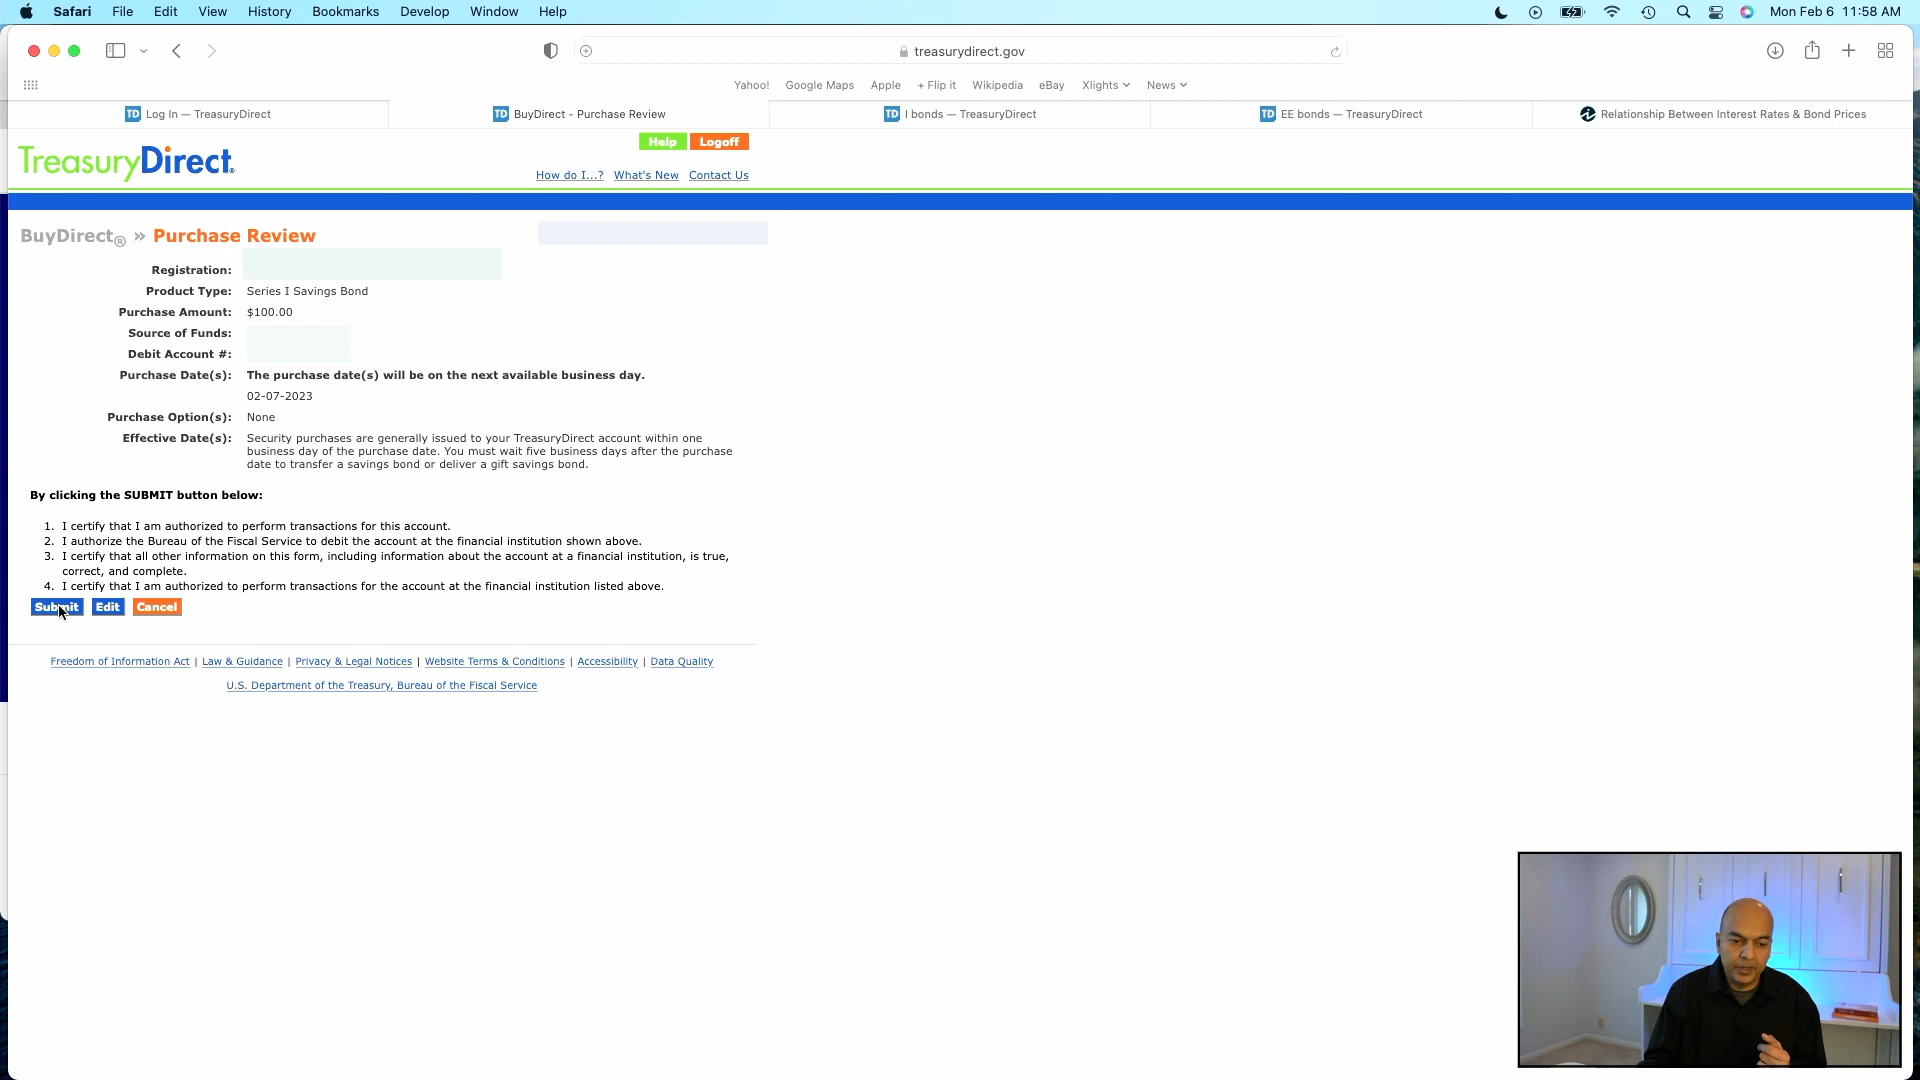 Safari File Edit View History Bookmarks Develop Window Help Mon Feb 6 11:58 AM
treasurydirect.gov
Yahoo! Google Maps Apple + Flip it Wikipedia eBay Xlights News
TD Log In — TreasuryDirect TD BuyDirect - Purchase Review TD I bonds — TreasuryDirect TD EE bonds — TreasuryDirect Relationship Between Interest Rates & Bond Prices
Help Logoff
TreasuryDirect®
How do I...? What's New Contact Us
BuyDirect® » Purchase Review
Registration:
Product Type: Series I Savings Bond
Purchase Amount: $100.00
Source of Funds:
Debit Account #:
Purchase Date(s): The purchase date(s) will be on the next available business day.
02-07-2023
Purchase Option(s): None
Effective Date(s): Security purchases are generally issued to your TreasuryDirect account within one
business day of the purchase date. You must wait five business days after the purchase
date to transfer a savings bond or deliver a gift savings bond.
By clicking the SUBMIT button below:
1. I certify that I am authorized to perform transactions for this account.
2. I authorize the Bureau of the Fiscal Service to debit the account at the financial institution shown above.
3. I certify that all other information on this form, including information about the account at a financial institution, is true,
correct, and complete.
4. I certify that I am authorized to perform transactions for the account at the financial institution listed above.
Submit Edit Cancel
Freedom of Information Act | Law & Guidance | Privacy & Legal Notices | Website Terms & Conditions | Accessibility | Data Quality
U.S. Department of the Treasury, Bureau of the Fiscal Service